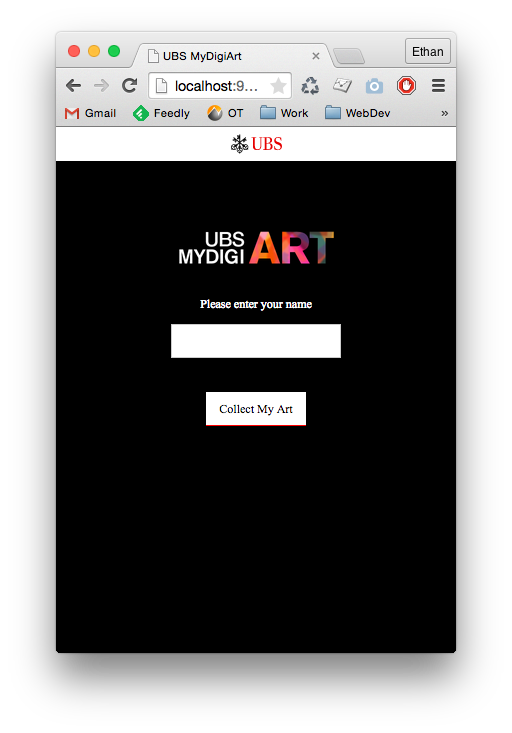 UBS MyDigiArt
Ethan
localhost:9...
Gmail
Feedly
OT
Work
WebDev
»
UBS
UBS
MYDIGI ART
Please enter your name
Collect My Art